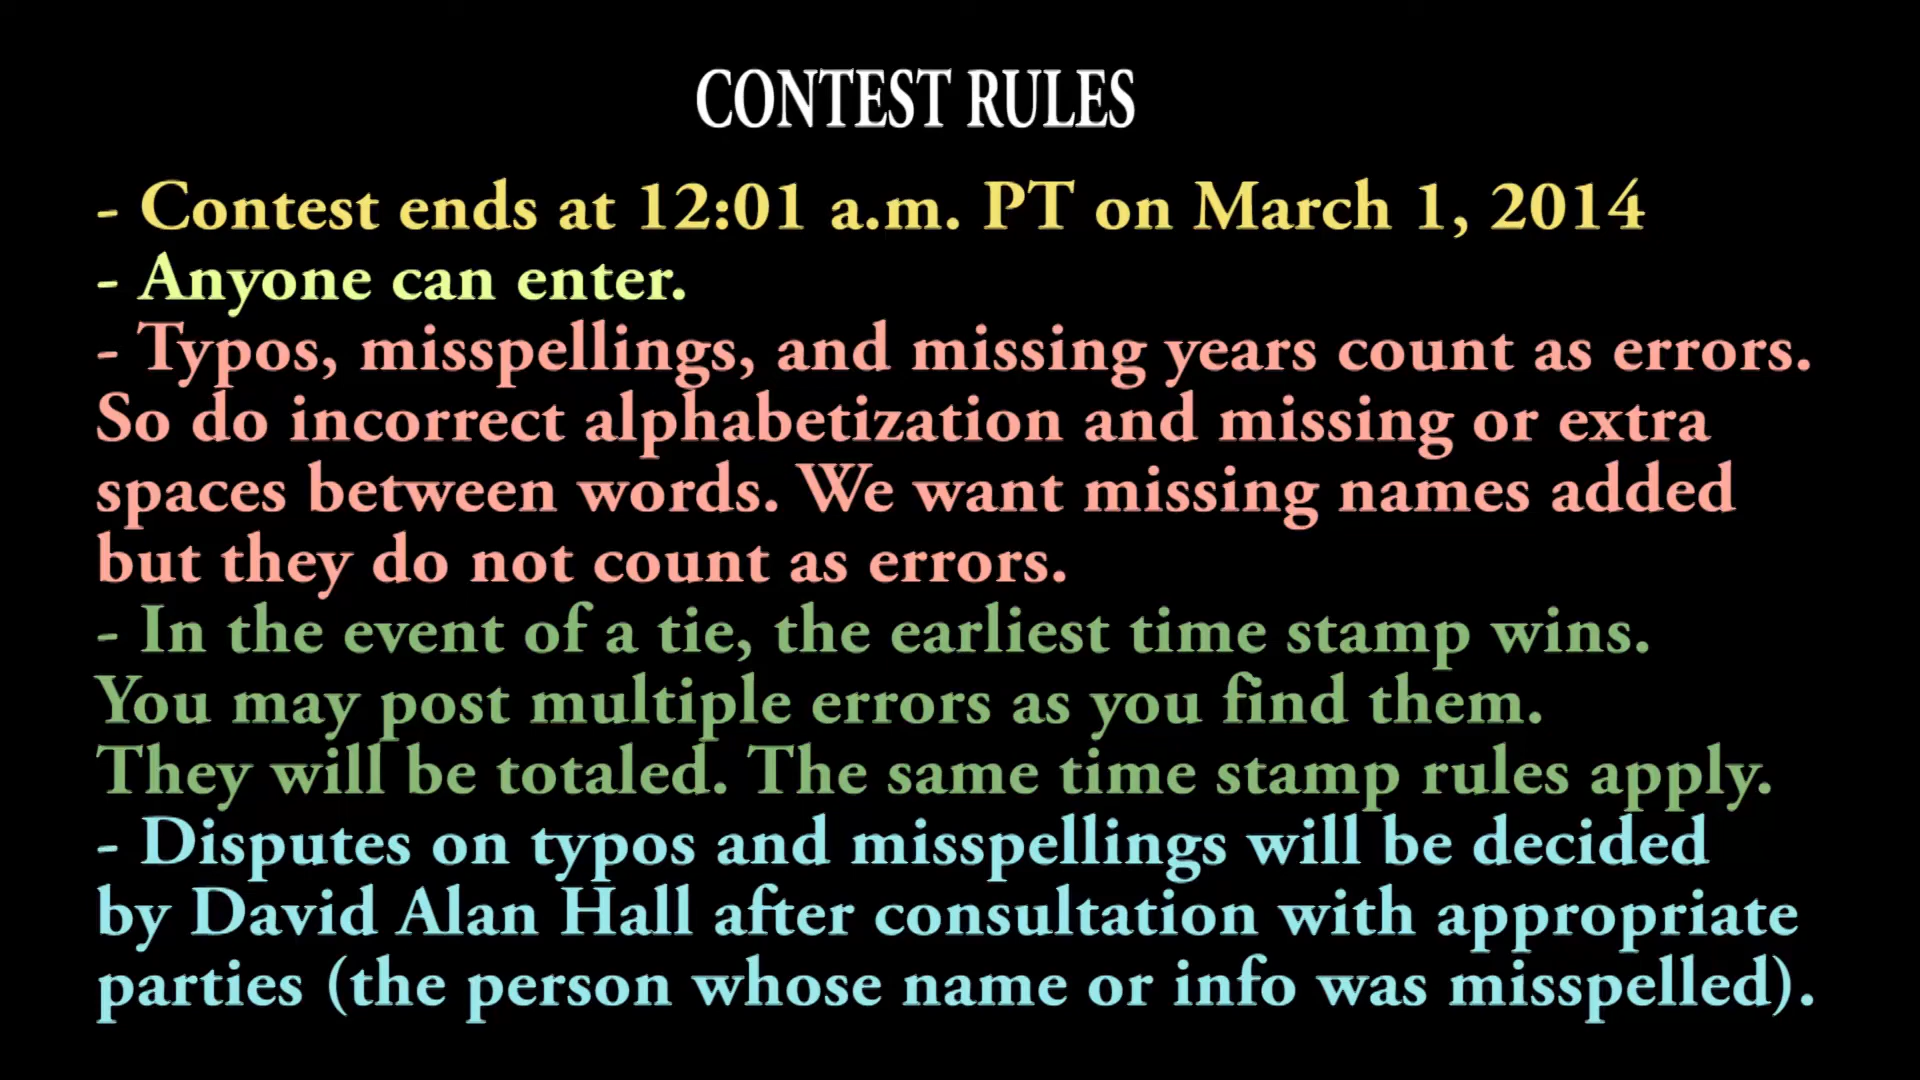 CONTEST RULES
- Contest ends at 12:01 a.m. PT on March 1, 2014
- Anyone can enter.
- Typos, misspellings, and missing years count as errors.
So do incorrect alphabetization and missing or extra
spaces between words. We want missing names added
but they do not count as errors.
- In the event of a tie, the earliest time stamp wins.
You may post multiple errors as you find them.
They will be totaled. The same time stamp rules apply.
- Disputes on typos and misspellings will be decided
by David Alan Hall after consultation with appropriate
parties (the person whose name or info was misspelled).